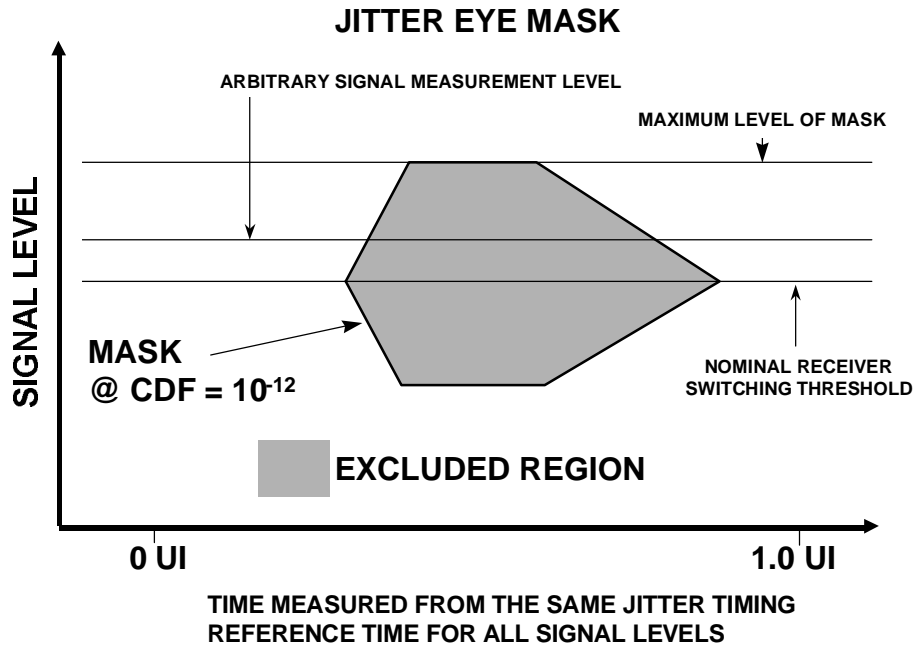 JITTER EYE MASK
ARBITRARY SIGNAL MEASUREMENT LEVEL
MAXIMUM LEVEL OF MASK
SIGNAL LEVEL
MASK
@ CDF = 10⁻¹²
NOMINAL RECEIVER
SWITCHING THRESHOLD
EXCLUDED REGION
0 UI
1.0 UI
TIME MEASURED FROM THE SAME JITTER TIMING
REFERENCE TIME FOR ALL SIGNAL LEVELS